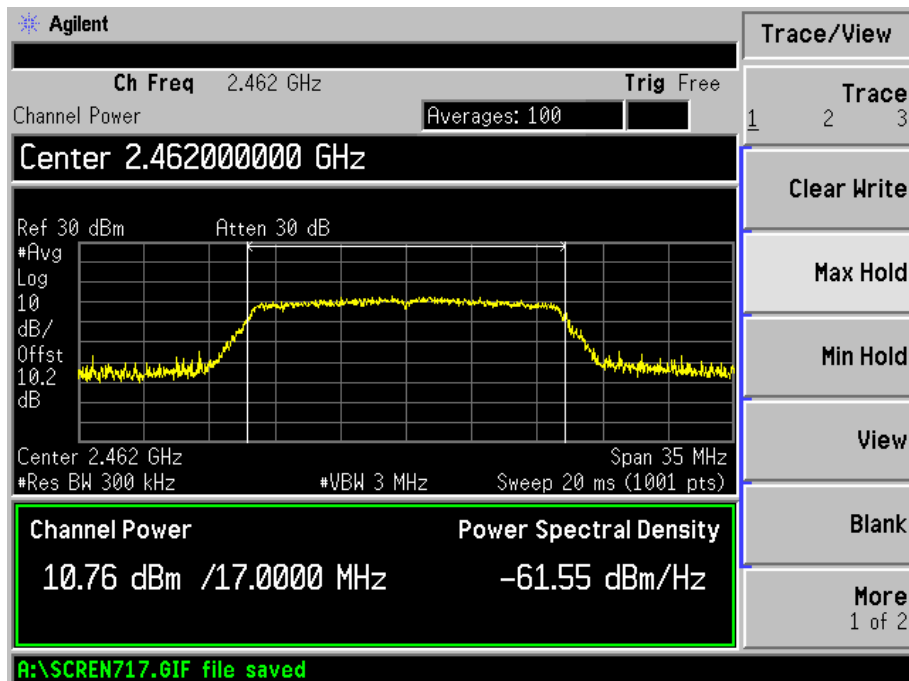 Agilent
Trace/View
Ch Freq 2.462 GHz Trig Free
Channel Power Averages: 100
Trace
1 2 3
Center 2.462000000 GHz
Clear Write
Ref 30 dBm Atten 30 dB
#Avg
Log
10
dB/
Offst
10.2
dB
Max Hold
Min Hold
Center 2.462 GHz Span 35 MHz
#Res BW 300 kHz #VBW 3 MHz Sweep 20 ms (1001 pts)
View
Channel Power Power Spectral Density
10.76 dBm /17.0000 MHz -61.55 dBm/Hz
Blank
More
1 of 2
A:\SCREN717.GIF file saved